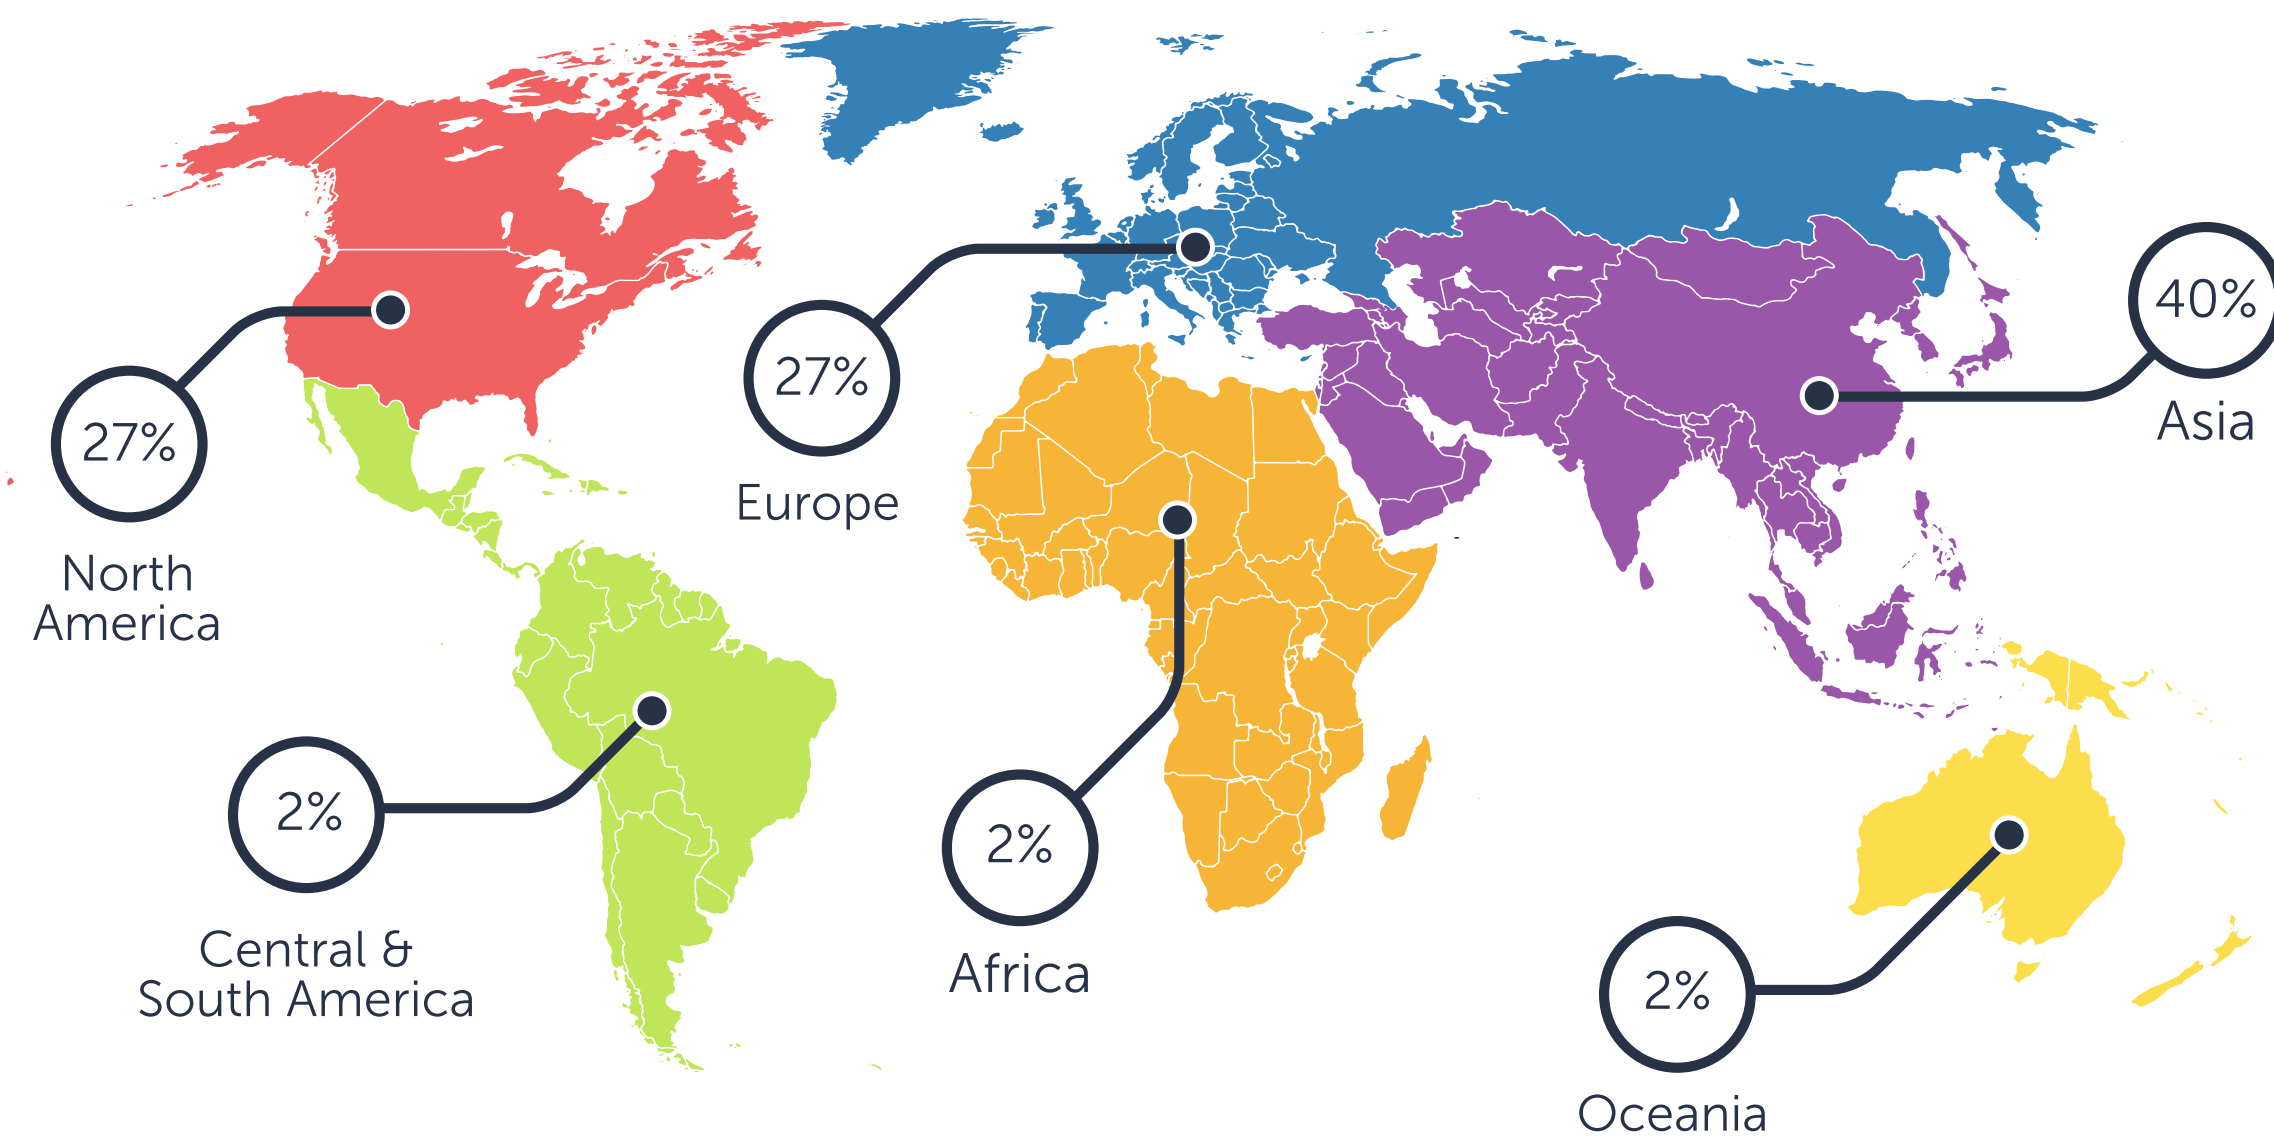 27%
North
America
27%
Europe
40%
Asia
2%
Central &
South America
2%
Africa
2%
Oceania